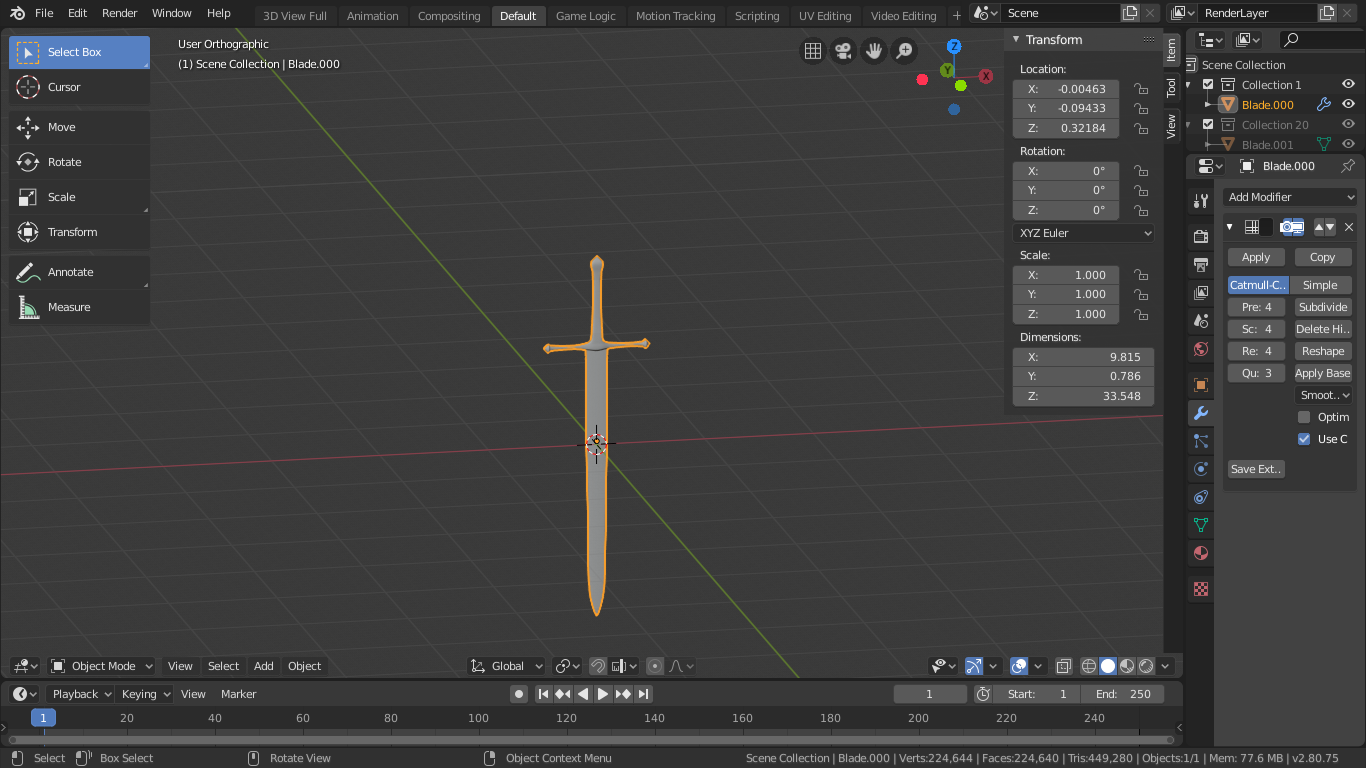 File Edit Render Window Help 3D View Full Animation Compositing Default Game Logic Motion Tracking Scripting UV Editing Video Editing + Scene RenderLayer
Select Box
Cursor
Move
Rotate
Scale
Transform
Annotate
Measure
User Orthographic
(1) Scene Collection | Blade.000
Z
Y
X
Transform
Location:
X: -0.00463
Y: -0.09433
Z: 0.32184
Rotation:
X: 0°
Y: 0°
Z: 0°
XYZ Euler
Scale:
X: 1.000
Y: 1.000
Z: 1.000
Dimensions:
X: 9.815
Y: 0.786
Z: 33.548
Item
Tool
View
Scene Collection
Collection 1
Blade.000
Collection 20
Blade.001
Blade.000
Add Modifier
Apply Copy
Catmull-C.. Simple
Pre: 4 Subdivide
Sc: 4 Delete Hi..
Re: 4 Reshape
Qu: 3 Apply Base
Smoot..
Optim
Use C
Save Ext..
Object Mode View Select Add Object Global
Playback Keying View Marker 1 Start: 1 End: 250
1 20 40 60 80 100 120 140 160 180 200 220 240
Select Box Select Rotate View Object Context Menu Scene Collection | Blade.000 | Verts:224,644 | Faces:224,640 | Tris:449,280 | Objects:1/1 | Mem: 77.6 MB | v2.80.75